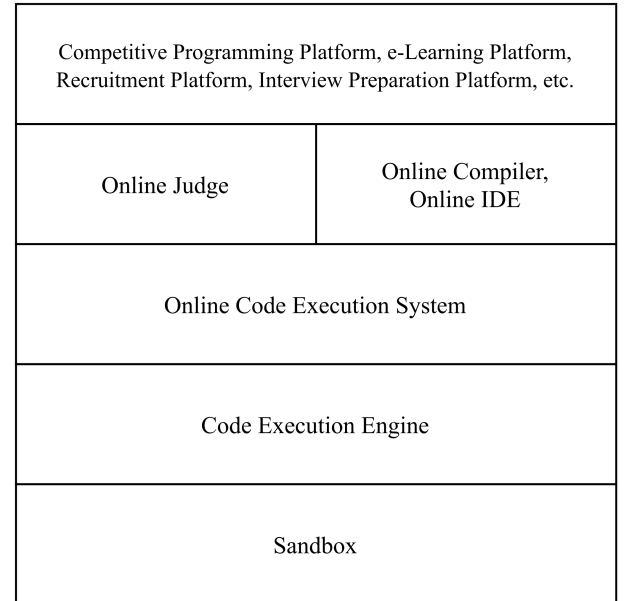 Competitive Programming Platform, e-Learning Platform,
Recruitment Platform, Interview Preparation Platform, etc.
Online Judge
Online Compiler,
Online IDE
Online Code Execution System
Code Execution Engine
Sandbox